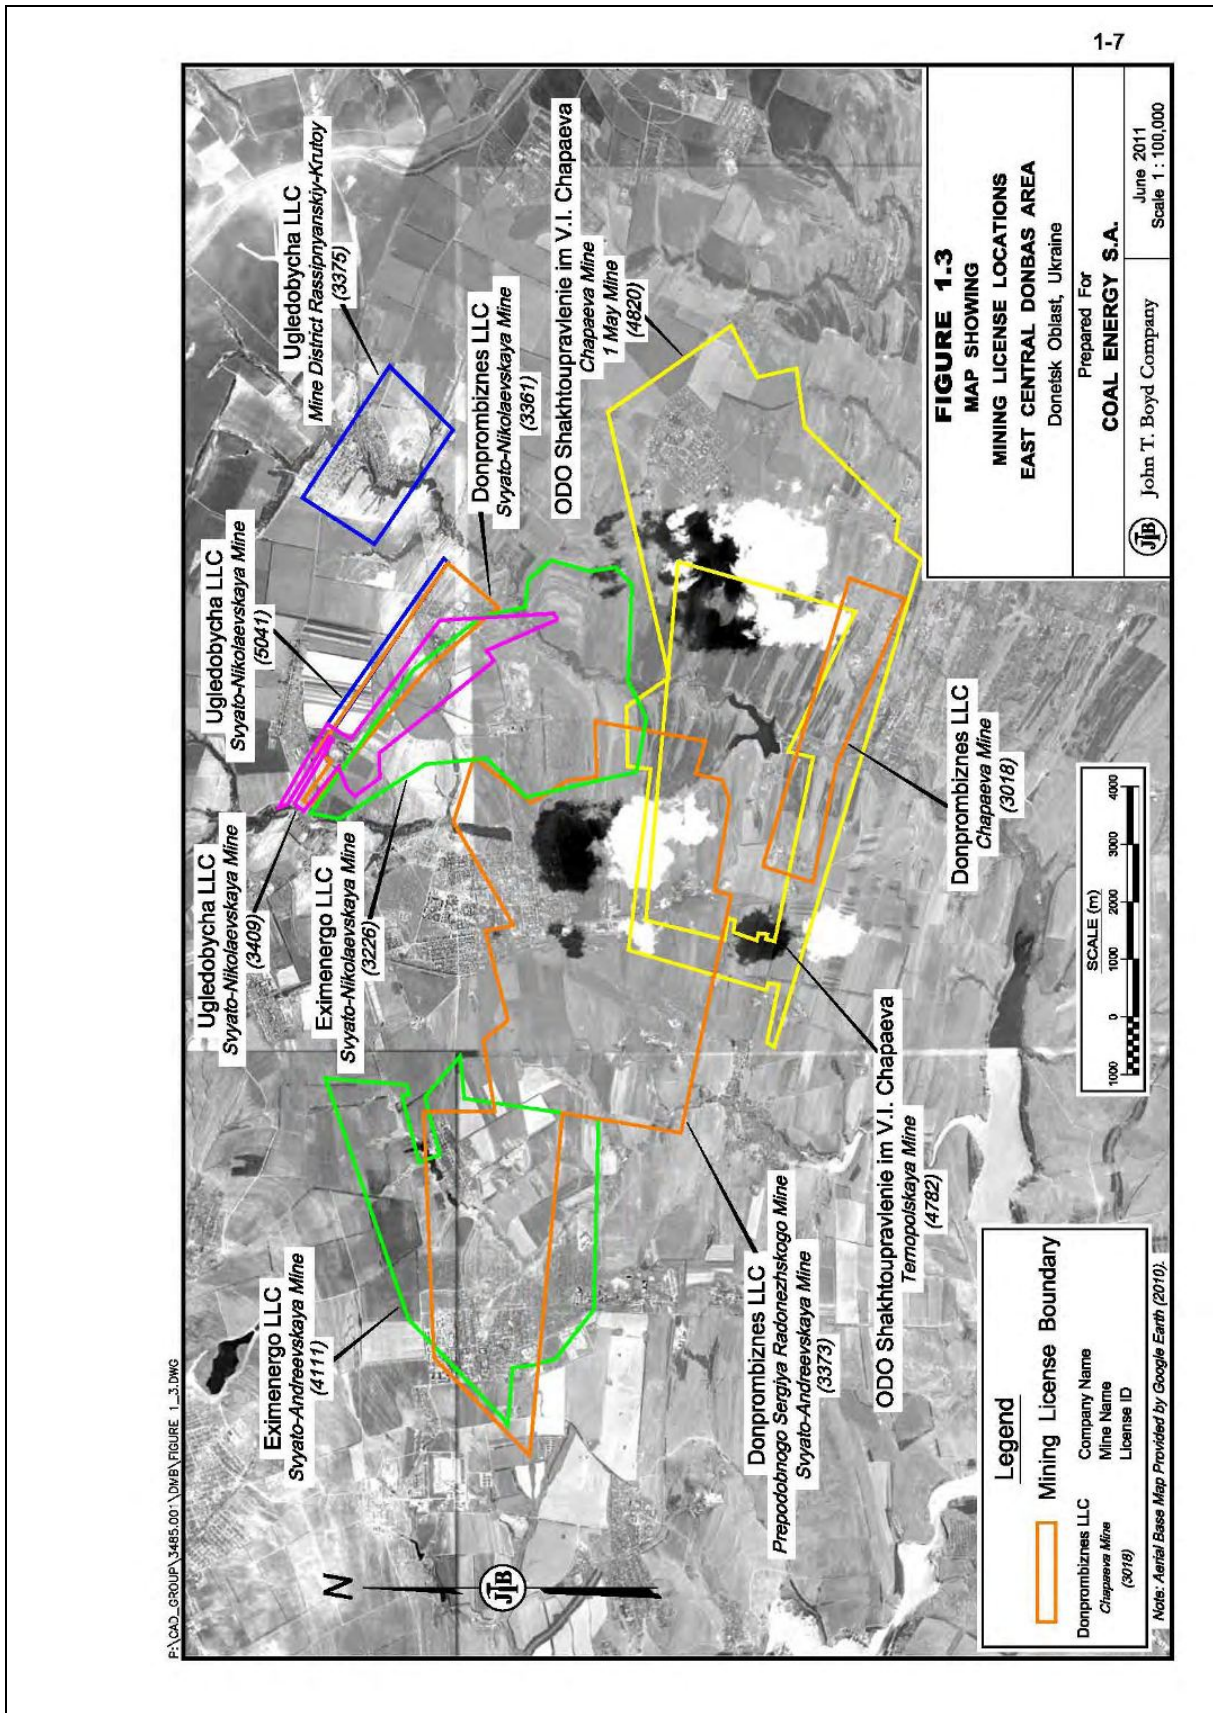 1-7
P:\CAD_GROUP\3485.001\DMB\FIGURE 1_3.DWG
N
JTB
Eximenergo LLC
Svyato-Andreevskaya Mine
(4111)
Ugledobycha LLC
Svyato-Nikolaevskaya Mine
(3409)
Eximenergo LLC
Svyato-Nikolaevskaya Mine
(3226)
Ugledobycha LLC
Svyato-Nikolaevskaya Mine
(5041)
Ugledobycha LLC
Mine District Rassipnyanskiy-Krutoy
(3375)
Donprombiznes LLC
Svyato-Nikolaevskaya Mine
(3361)
ODO Shakhtoupravlenie im V.I. Chapaeva
Chapaeva Mine
1 May Mine
(4820)
Donprombiznes LLC
Prepodobnogo Sergiya Radonezhskogo Mine
Svyato-Andreevskaya Mine
(3373)
ODO Shakhtoupravlenie im V.I. Chapaeva
Ternopolskaya Mine
(4782)
Donprombiznes LLC
Chapaeva Mine
(3018)
Legend
Mining License Boundary
Donprombiznes LLC Company Name
Chapaeva Mine Mine Name
(3018) License ID
Note: Aerial Base Map Provided by Google Earth (2010).
SCALE (m)
1000 0 1000 2000 3000 4000
FIGURE 1.3
MAP SHOWING
MINING LICENSE LOCATIONS
EAST CENTRAL DONBAS AREA
Donetsk Oblast, Ukraine
Prepared For
COAL ENERGY S.A.
JTB
John T. Boyd Company
June 2011
Scale 1 : 100,000